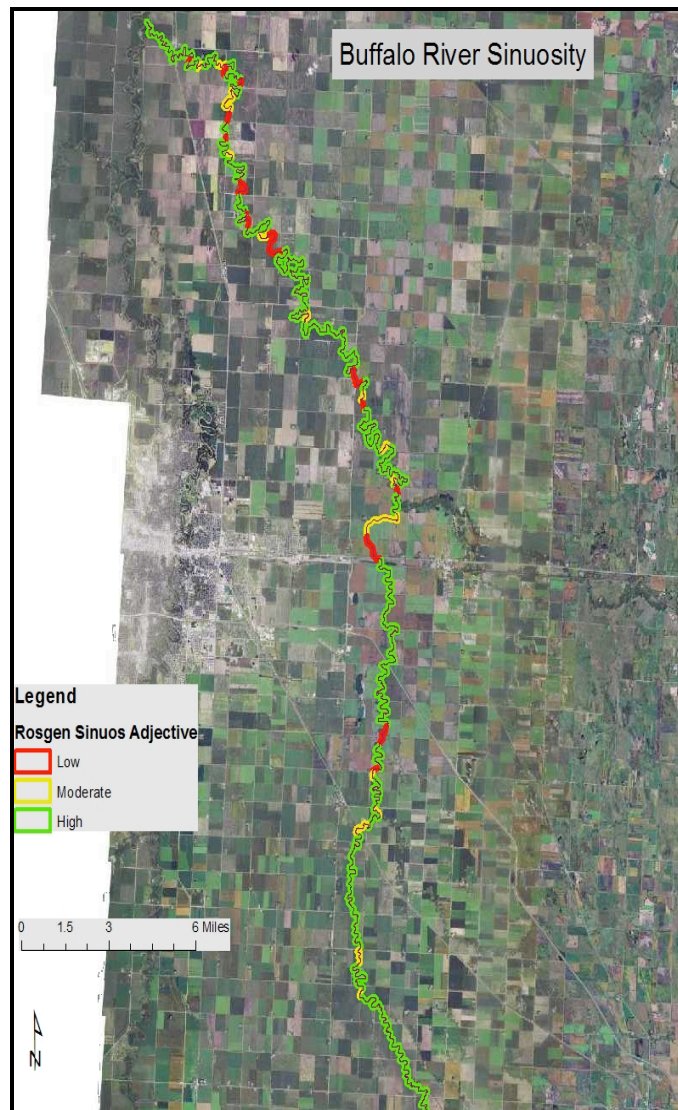 Buffalo River Sinuosity
Legend
Rosgen Sinuos Adjective
Low
Moderate
High
0 1.5 3 6 Miles
N